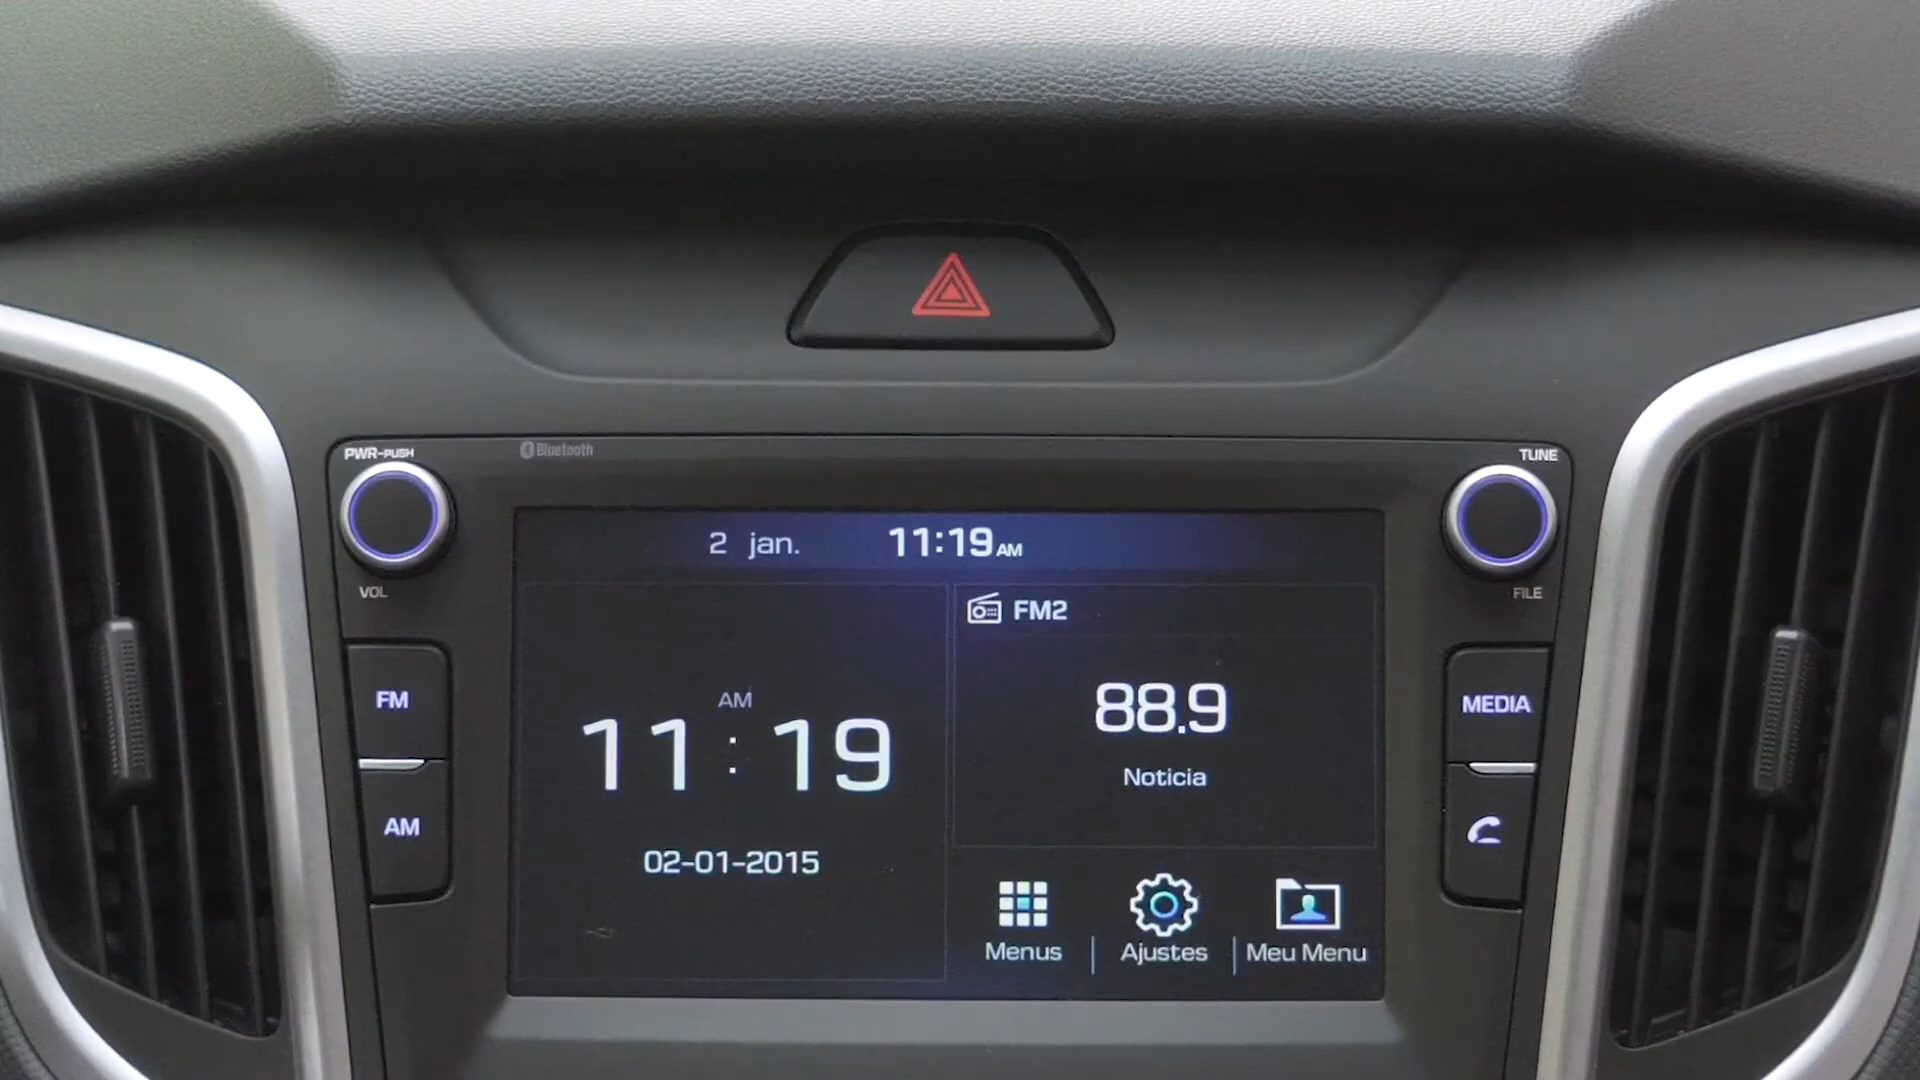 PWR-PUSH
Bluetooth
TUNE
VOL
FILE
2 jan.
11:19 AM
FM2
FM
AM
AM
11:19
02-01-2015
88.9
Noticia
MEDIA
Menus
Ajustes
Meu Menu